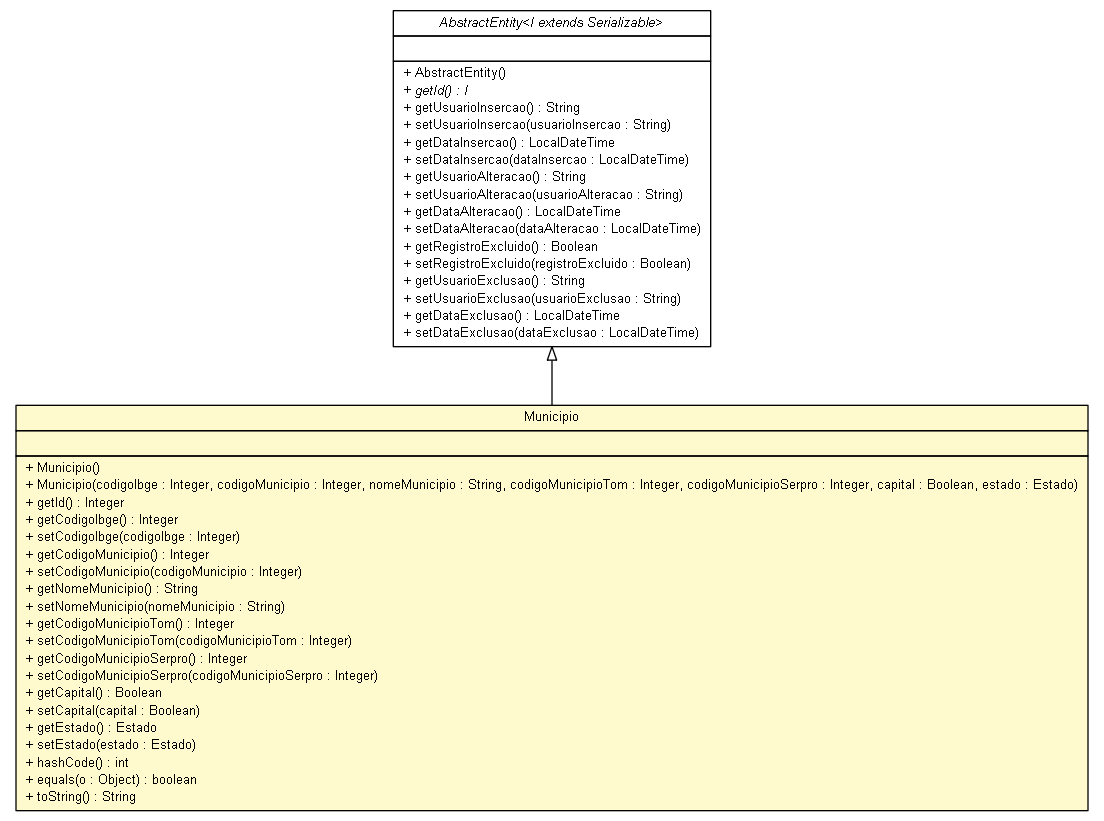 AbstractEntity<I extends Serializable>
+ AbstractEntity()
+ getId() : I
+ getUsuarioInsercao() : String
+ setUsuarioInsercao(usuarioInsercao : String)
+ getDataInsercao() : LocalDateTime
+ setDataInsercao(dataInsercao : LocalDateTime)
+ getUsuarioAlteracao() : String
+ setUsuarioAlteracao(usuarioAlteracao : String)
+ getDataAlteracao() : LocalDateTime
+ setDataAlteracao(dataAlteracao : LocalDateTime)
+ getRegistroExcluido() : Boolean
+ setRegistroExcluido(registroExcluido : Boolean)
+ getUsuarioExclusao() : String
+ setUsuarioExclusao(usuarioExclusao : String)
+ getDataExclusao() : LocalDateTime
+ setDataExclusao(dataExclusao : LocalDateTime)
Municipio
+ Municipio()
+ Municipio(codigoIbge : Integer, codigoMunicipio : Integer, nomeMunicipio : String, codigoMunicipioTom : Integer, codigoMunicipioSerpro : Integer, capital : Boolean, estado : Estado)
+ getId() : Integer
+ getCodigoIbge() : Integer
+ setCodigoIbge(codigoIbge : Integer)
+ getCodigoMunicipio() : Integer
+ setCodigoMunicipio(codigoMunicipio : Integer)
+ getNomeMunicipio() : String
+ setNomeMunicipio(nomeMunicipio : String)
+ getCodigoMunicipioTom() : Integer
+ setCodigoMunicipioTom(codigoMunicipioTom : Integer)
+ getCodigoMunicipioSerpro() : Integer
+ setCodigoMunicipioSerpro(codigoMunicipioSerpro : Integer)
+ getCapital() : Boolean
+ setCapital(capital : Boolean)
+ getEstado() : Estado
+ setEstado(estado : Estado)
+ hashCode() : int
+ equals(o : Object) : boolean
+ toString() : String